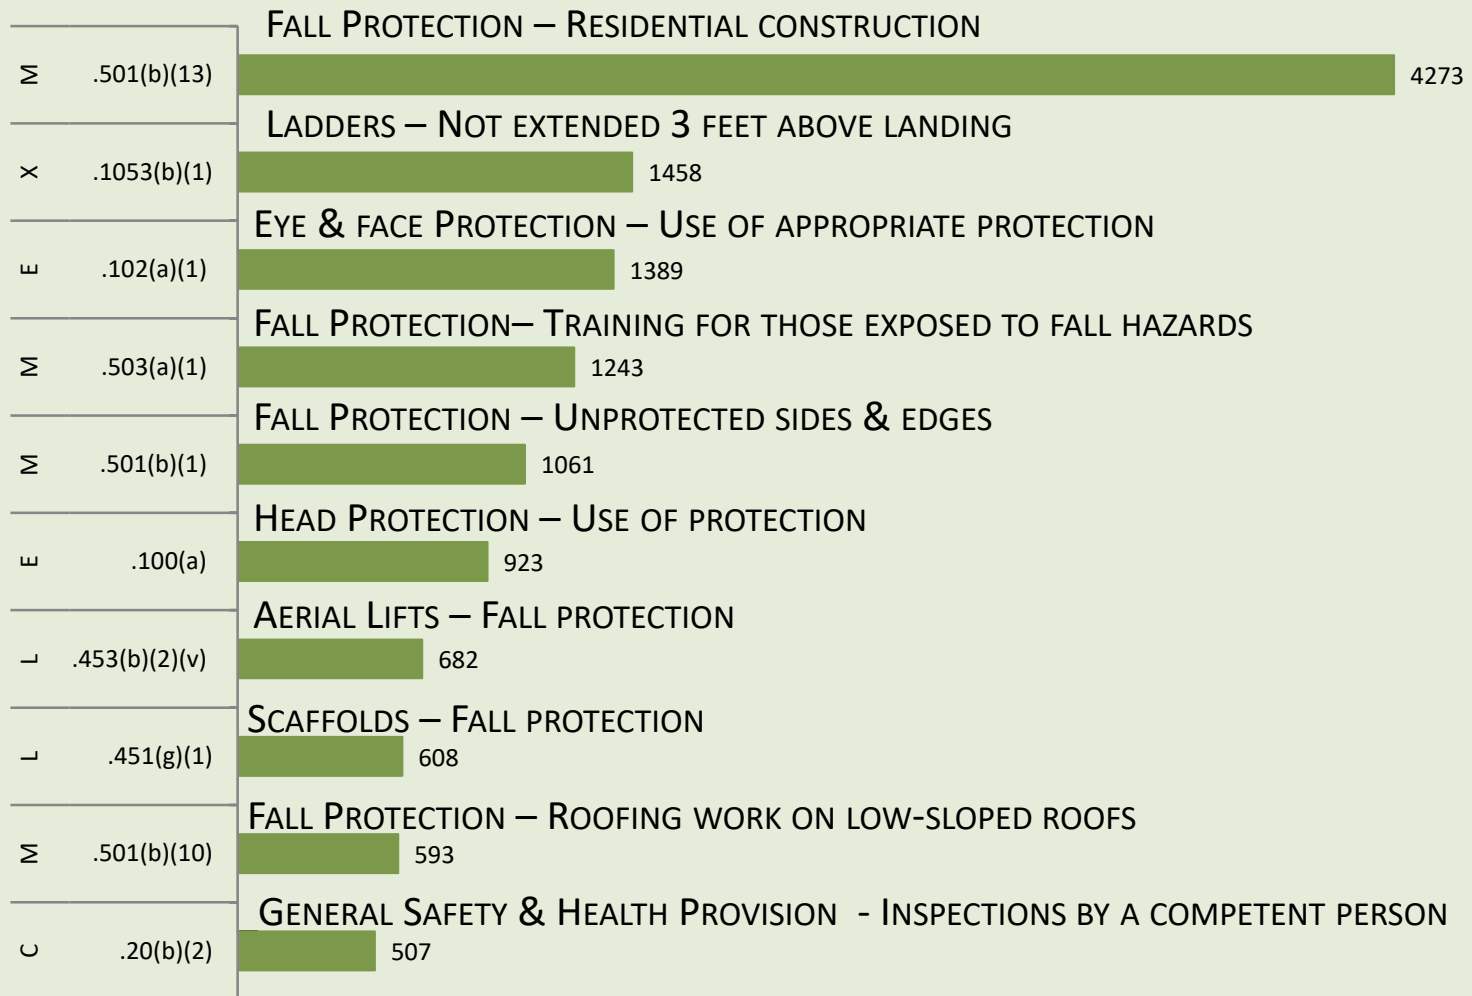 FALL PROTECTION – RESIDENTIAL CONSTRUCTION
M .501(b)(13) 4273
LADDERS – NOT EXTENDED 3 FEET ABOVE LANDING
X .1053(b)(1) 1458
EYE & FACE PROTECTION – USE OF APPROPRIATE PROTECTION
E .102(a)(1) 1389
FALL PROTECTION– TRAINING FOR THOSE EXPOSED TO FALL HAZARDS
M .503(a)(1) 1243
FALL PROTECTION – UNPROTECTED SIDES & EDGES
M .501(b)(1) 1061
HEAD PROTECTION – USE OF PROTECTION
E .100(a) 923
AERIAL LIFTS – FALL PROTECTION
L .453(b)(2)(v) 682
SCAFFOLDS – FALL PROTECTION
L .451(g)(1) 608
FALL PROTECTION – ROOFING WORK ON LOW-SLOPED ROOFS
M .501(b)(10) 593
GENERAL SAFETY & HEALTH PROVISION - INSPECTIONS BY A COMPETENT PERSON
C .20(b)(2) 507